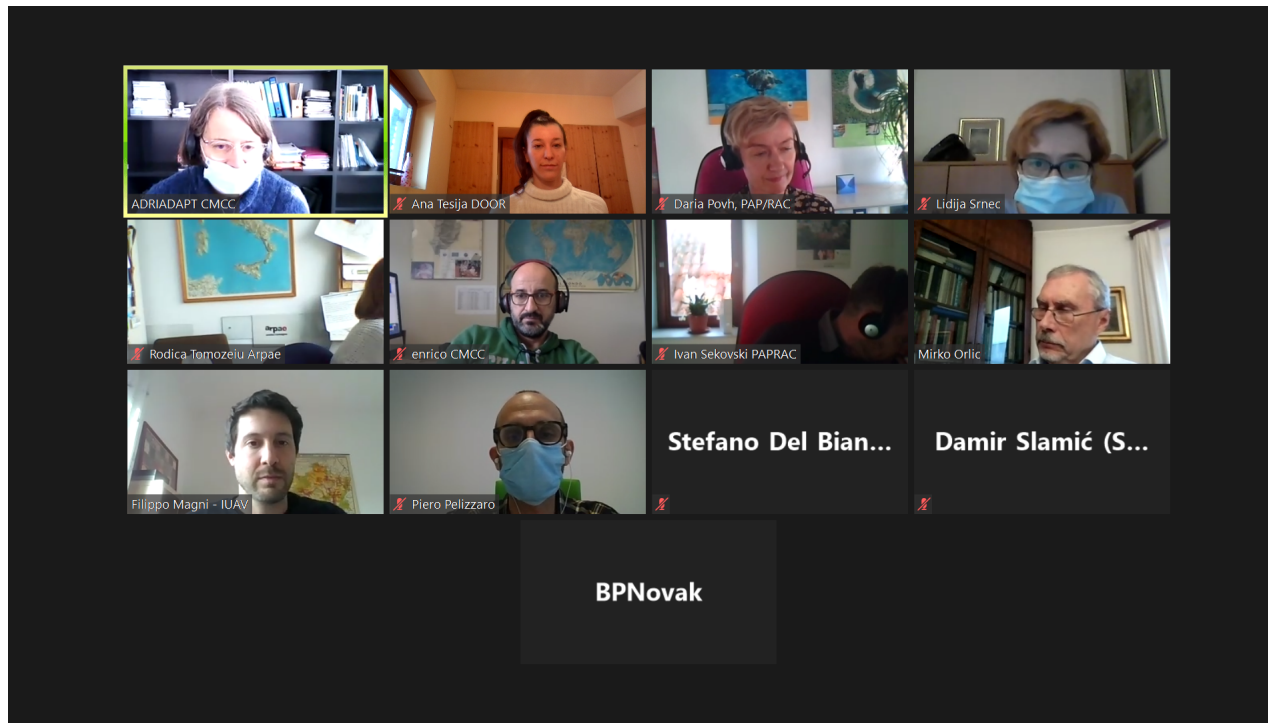 ADRIADAPT CMCC
Ana Tesija DOOR
Daria Povh, PAP/RAC
Lidija Srnec
arpae
Rodica Tomozeiu Arpae
enrico CMCC
Ivan Sekovski PAPRAC
Mirko Orlic
Filippo Magni - IUAV
Piero Pelizzaro
Stefano Del Bian...
Damir Slamić (S...
BPNovak